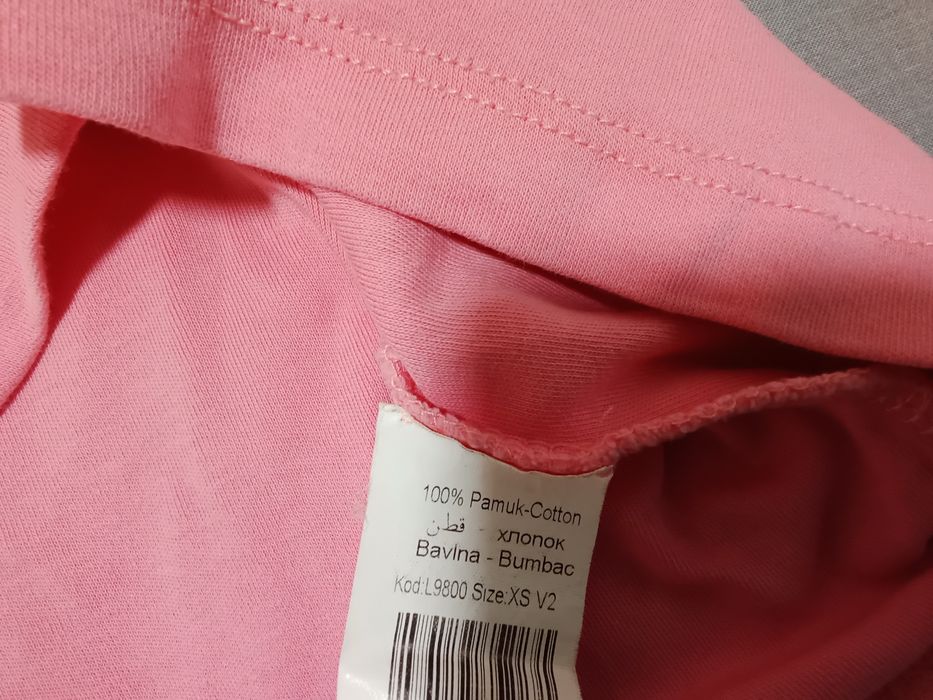 100% Pamuk-Cotton
قطن - хлопок
Bavlna - Bumbac
Kod:L9800 Size:XS V2